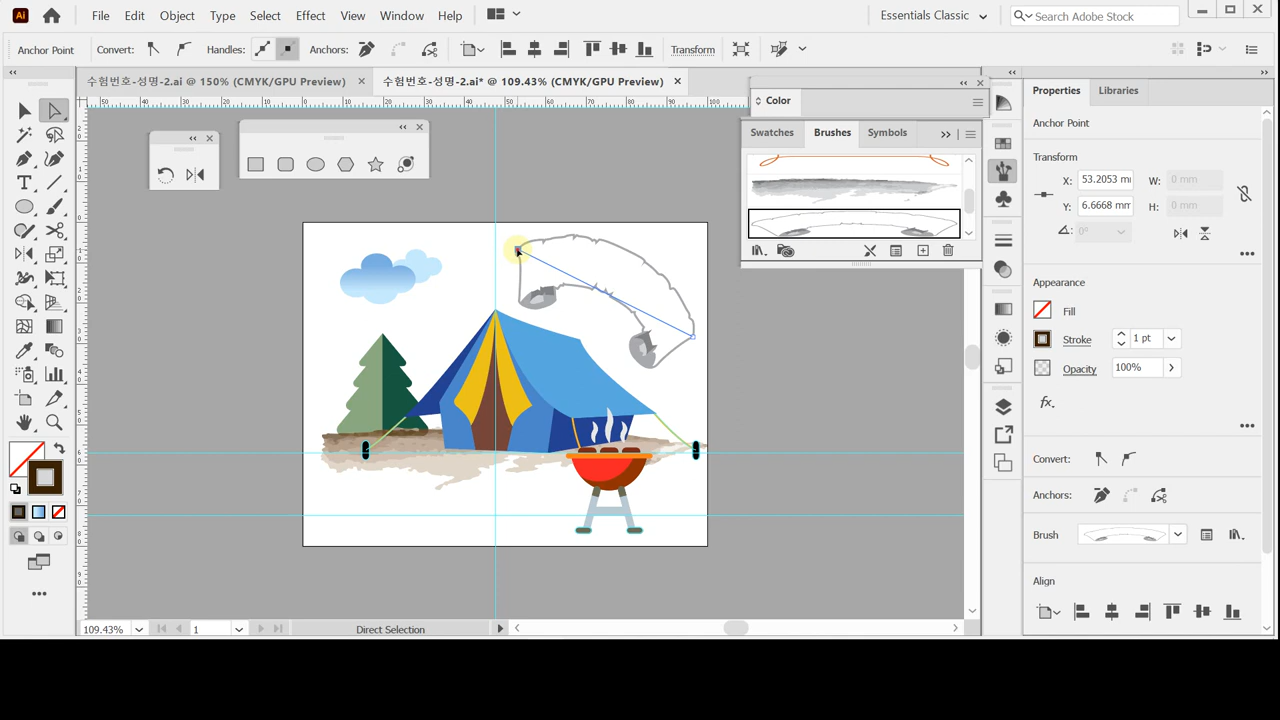 Ai File Edit Object Type Select Effect View Window Help Essentials Classic Search Adobe Stock
Anchor Point Convert: Handles: Anchors: Transform
수험번호-성명-2.ai @ 150% (CMYK/GPU Preview) 수험번호-성명-2.ai* @ 109.43% (CMYK/GPU Preview)
Color
Swatches Brushes Symbols
Properties Libraries
Anchor Point
Transform
X: 53.2053 m W: 0 mm
Y: 6.6668 mm H: 0 mm
0°
Appearance
Fill
Stroke 1 pt
Opacity 100%
fx.
Convert:
Anchors:
Brush
Align
109.43% 1 Direct Selection